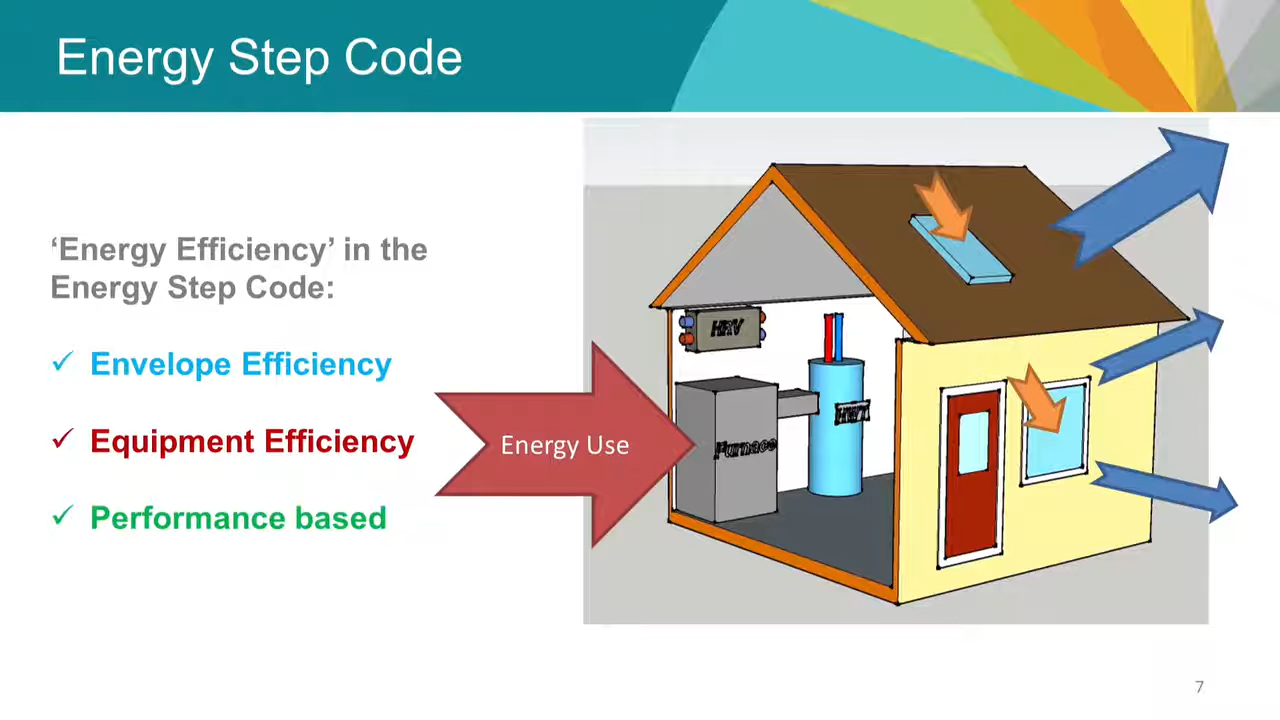 Energy Step Code
‘Energy Efficiency’ in the
Energy Step Code:
✓ Envelope Efficiency
✓ Equipment Efficiency
✓ Performance based
Energy Use
HRV
Furnace
HWT
7